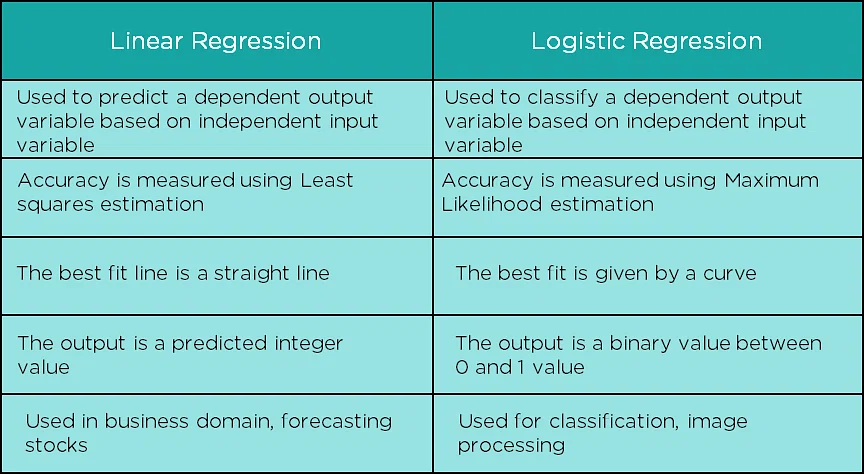 Linear Regression
Logistic Regression
Used to predict a dependent output
variable based on independent input
variable
Used to classify a dependent output
variable based on independent input
variable
Accuracy is measured using Least
squares estimation
Accuracy is measured using Maximum
Likelihood estimation
The best fit line is a straight line
The best fit is given by a curve
The output is a predicted integer
value
The output is a binary value between
0 and 1 value
Used in business domain, forecasting
stocks
Used for classification, image
processing